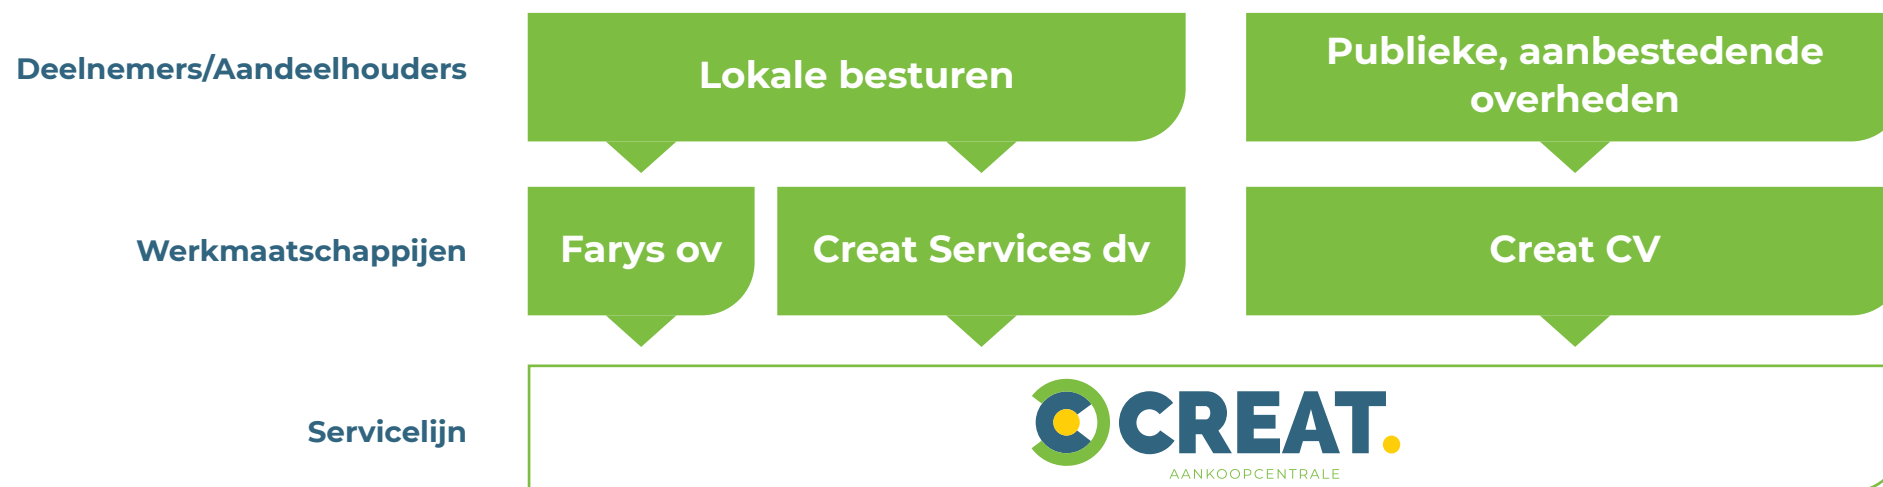 Deelnemers/Aandeelhouders
Lokale besturen
Publieke, aanbestedende
overheden
Werkmaatschappijen
Farys ov
Creat Services dv
Creat CV
Servicelijn
CREAT.
AANKOOPCENTRALE